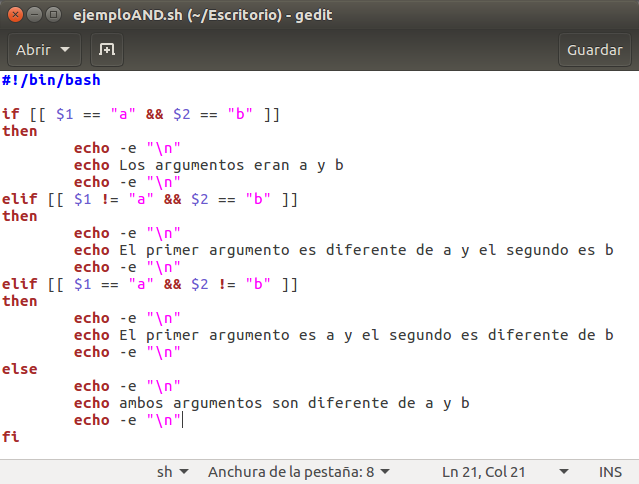 ejemploAND.sh (~/Escritorio) - gedit
Abrir
Guardar
#!/bin/bash
if [[ $1 == "a" && $2 == "b" ]]
then
echo -e "\n"
echo Los argumentos eran a y b
echo -e "\n"
elif [[ $1 != "a" && $2 == "b" ]]
then
echo -e "\n"
echo El primer argumento es diferente de a y el segundo es b
echo -e "\n"
elif [[ $1 == "a" && $2 != "b" ]]
then
echo -e "\n"
echo El primer argumento es a y el segundo es diferente de b
echo -e "\n"
else
echo -e "\n"
echo ambos argumentos son diferente de a y b
echo -e "\n"
fi
sh Anchura de la pestaña: 8 Ln 21, Col 21 INS